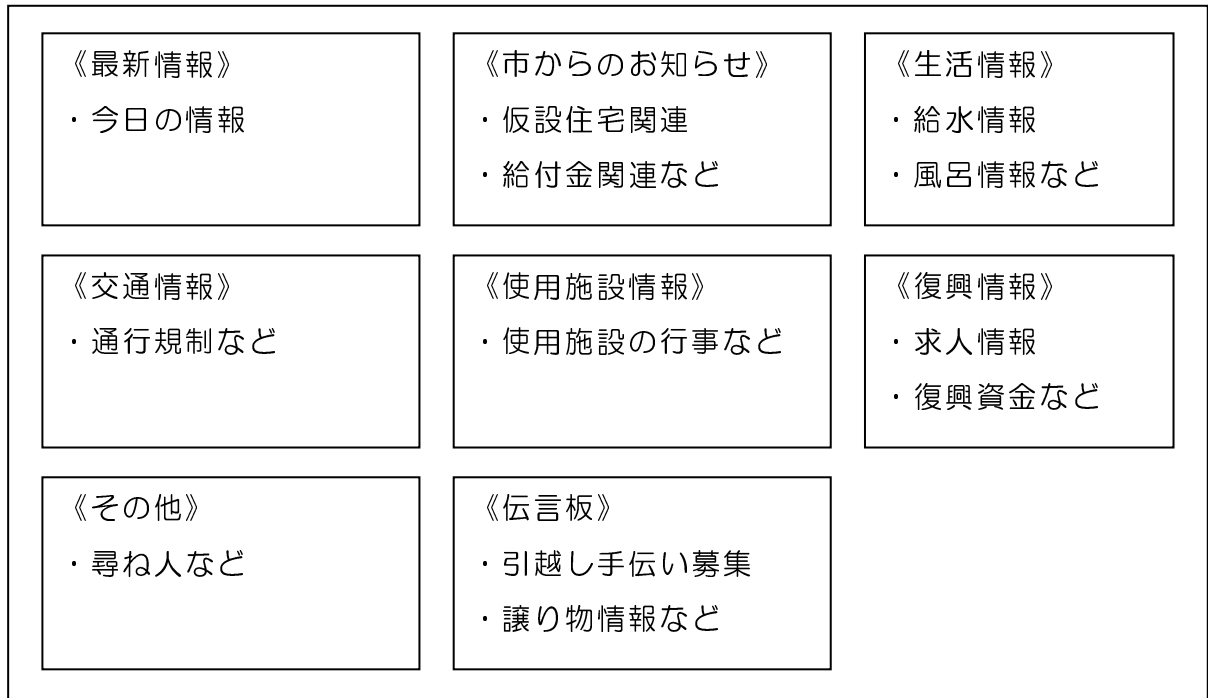 《最新情報》
・今日の情報
《市からのお知らせ》
・仮設住宅関連
・給付金関連など
《生活情報》
・給水情報
・風呂情報など
《交通情報》
・通行規制など
《使用施設情報》
・使用施設の行事など
《復興情報》
・求人情報
・復興資金など
《その他》
・尋ね人など
《伝言板》
・引越し手伝い募集
・譲り物情報など